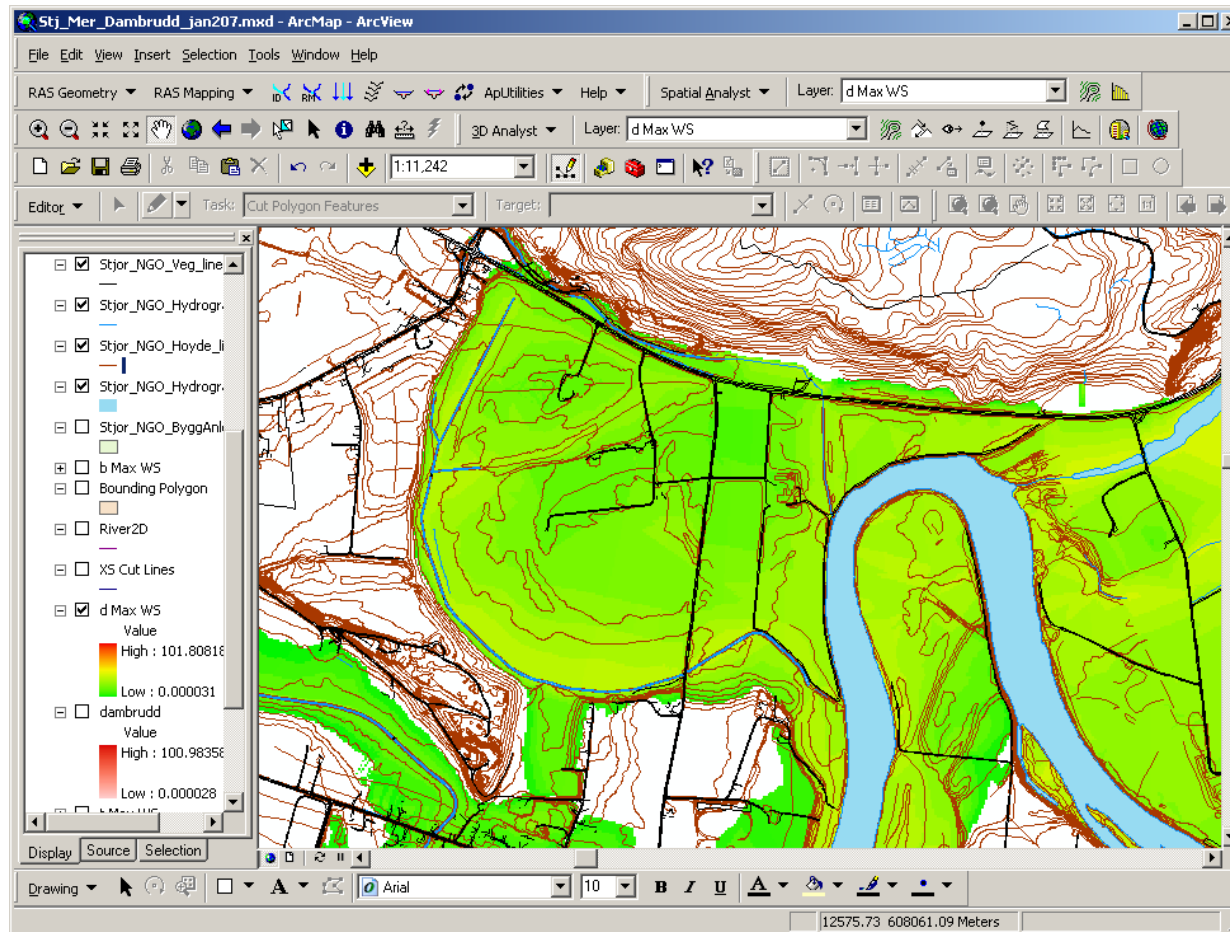 Stj_Mer_Dambrudd_jan207.mxd - ArcMap - ArcView
File Edit View Insert Selection Tools Window Help
RAS Geometry RAS Mapping ID RM ApUtilities Help Spatial Analyst Layer: d Max WS
3D Analyst Layer: d Max WS
1:11,242
Editor Task: Cut Polygon Features Target:
Stjor_NGO_Veg_line
Stjor_NGO_Hydrogr
Stjor_NGO_Hoyde_li
Stjor_NGO_Hydrogr
Stjor_NGO_ByggAnl
b Max WS
Bounding Polygon
River2D
XS Cut Lines
d Max WS
Value
High : 101.80818
Low : 0.000031
dambrudd
Value
High : 100.98358
Low : 0.000028
Display Source Selection
Drawing A Arial 10 B I U A
12575.73 608061.09 Meters